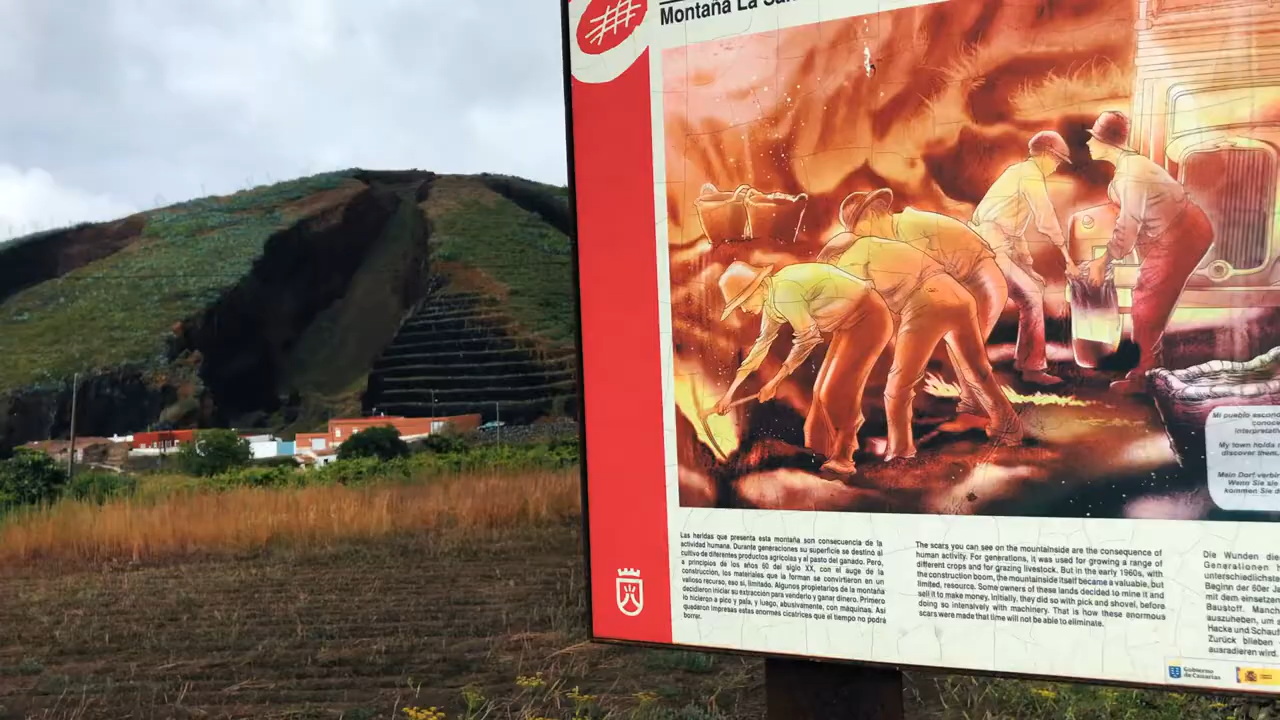 Montaña La
Mi pueblo
My town holds
discover them.
Mein Dorf
Wenn Sie
kommen Sie
Las heridas que presenta esta montaña son consecuencia de la
actividad humana. Durante generaciones su superficie se destinó al
cultivo de diferentes productos agrícolas y al pasto del ganado. Pero,
a principios de los años 60 del siglo XX, con el auge de la
construcción, los materiales que la forman se convirtieron en un
valioso recurso, eso sí, limitado. Algunos propietarios de la montaña
decidieron iniciar su extracción para venderlo y ganar dinero. Primero
lo hicieron a pico y pala, y luego, abusivamente, con máquinas. Así
quedaron impresas estas enormes cicatrices que el tiempo no podrá
borrar.
The scars you can see on the mountainside are the consequence of
human activity. For generations, it was used for growing a range of
different crops and for grazing livestock. But in the early 1960s, with
the construction boom, the mountainside itself became a valuable, but
limited, resource. Some owners of these lands decided to mine it and
sell it to make money. Initially, they did so with pick and shovel, before
doing so intensively with machinery. That is how these enormous
scars were made that time will not be able to eliminate.
Die Wunden die
Generationen
unterschiedlichst
Beginn der 60er Ja
mit dem einsetzen
Baustoff. Manch
auszuheben, um
Hacke und Schauf
Zurück blieben
ausradieren wird.
Gobierno
de Canarias